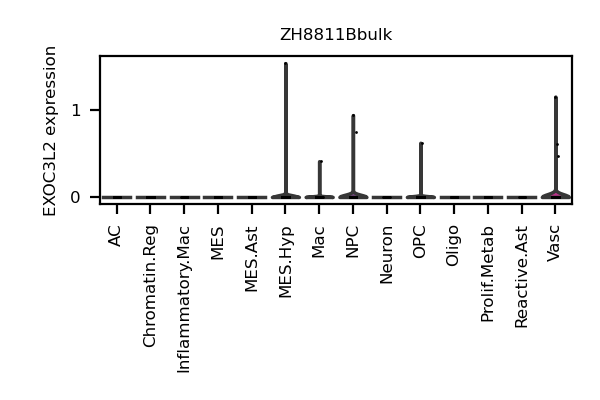 ZH8811Bbulk
EXOC3L2 expression
1
0
AC
Chromatin.Reg
Inflammatory.Mac
MES
MES.Ast
MES.Hyp
Mac
NPC
Neuron
OPC
Oligo
Prolif.Metab
Reactive.Ast
Vasc